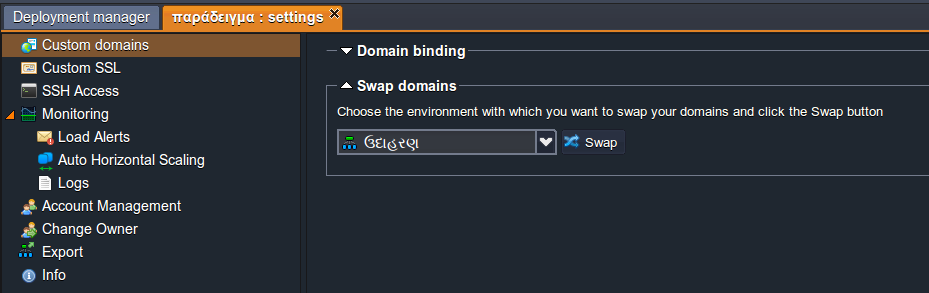 Deployment manager
παράδειγμα : settings
Custom domains
Custom SSL
SSH Access
Monitoring
Load Alerts
Auto Horizontal Scaling
Logs
Account Management
Change Owner
Export
Info
Domain binding
Swap domains
Choose the environment with which you want to swap your domains and click the Swap button
ઉદાહરણ
Swap